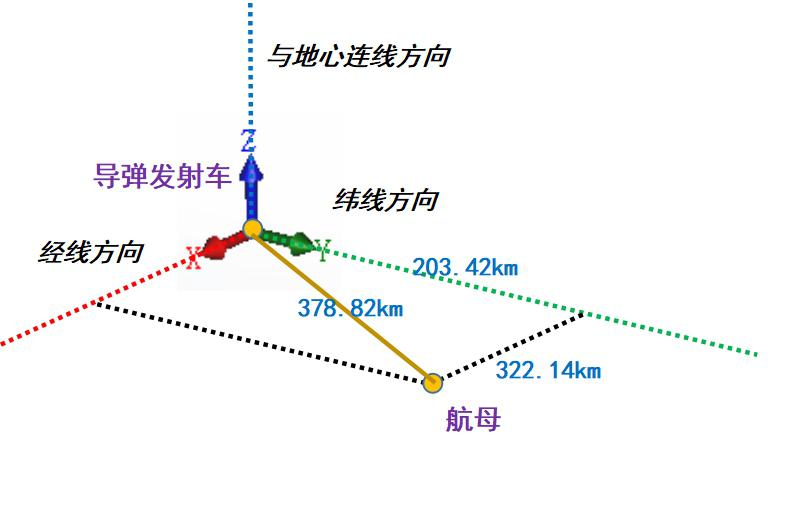 与地心连线方向
Z
导弹发射车
纬线方向
经线方向
X
Y
203.42km
378.82km
322.14km
航母